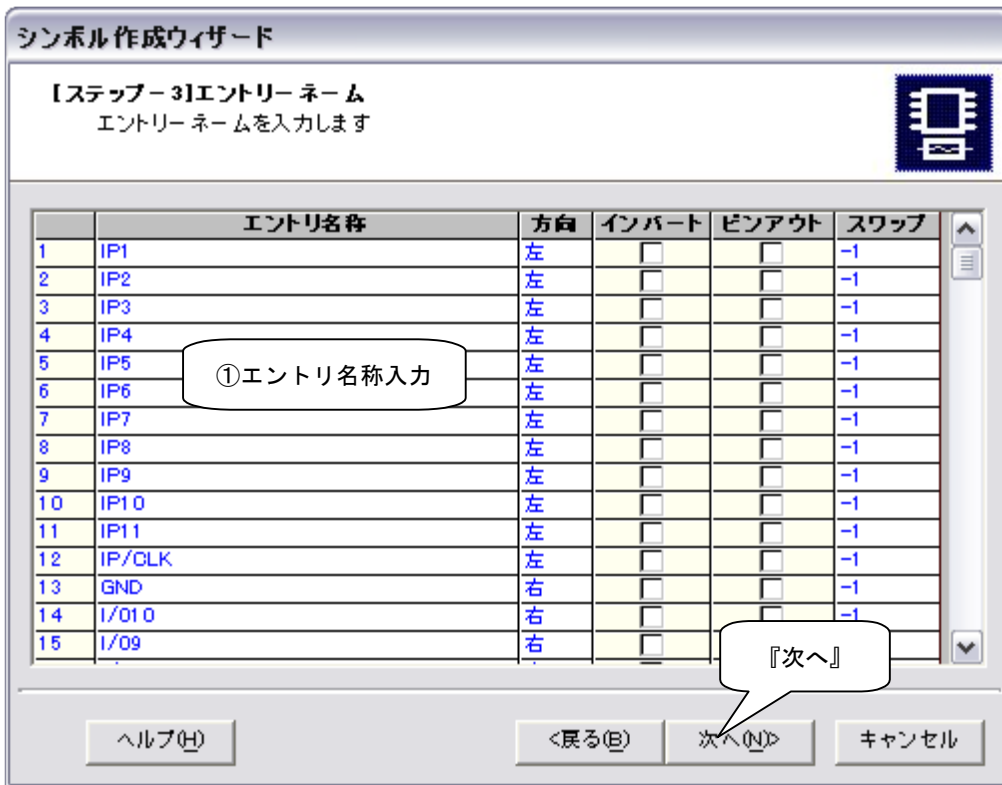 シンボル作成ウィザード
[ステップ－3]エントリーネーム
エントリーネームを入力します
エントリ名称 方向 インバート ピンアウト スワップ
1 IP1 左 -1
2 IP2 左 -1
3 IP3 左 -1
4 IP4 左 -1
5 IP5 左 -1
①エントリ名称入力
6 IP6 左 -1
7 IP7 左 -1
8 IP8 左 -1
9 IP9 左 -1
10 IP10 左 -1
11 IP11 左 -1
12 IP/CLK 左 -1
13 GND 右 -1
14 I/O10 右 -1
15 I/O9 右
『次へ』
ヘルプ(H) <戻る(B) 次へ(N)> キャンセル